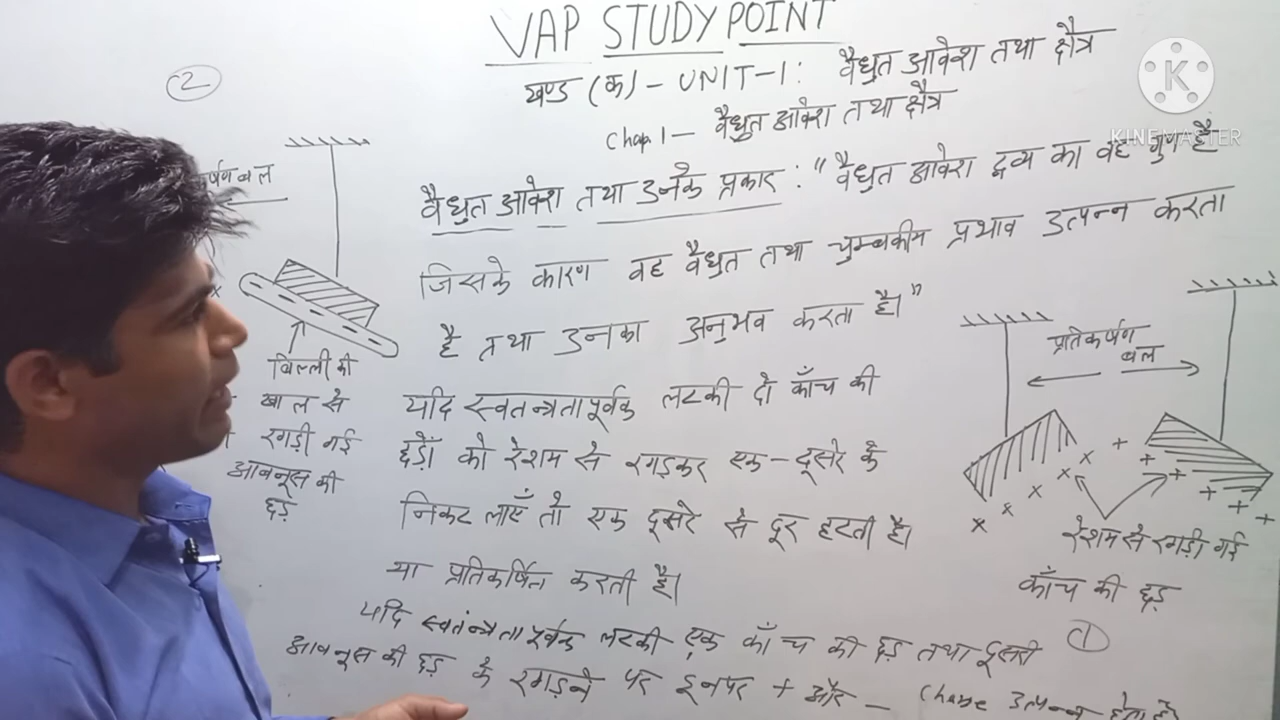 VAP STUDY POINT
खण्ड (क) - UNIT-1: वैधुत आवेश तथा क्षैत्र
Chap.1 - वैधुत आवेश तथा क्षैत्र
वैधुत आवेश तथा उनके प्रकार : "वैधुत आवेश द्रव्य का वह गुण है
जिसके कारण वह वैधुत तथा चुम्बकीय प्रभाव उत्पन्न करता
है तथा उनका अनुभव करता है।"
यदि स्वतन्त्रतापूर्वक लटकी दो काँच की
छड़ों को रेशम से रगड़कर एक-दूसरे के
निकट लाएँ तो एक दूसरे से दूर हटती है।
या प्रतिकर्षित करती है।
यदि स्वतंन्त्रतापूर्वक लटकी एक काँच की छड़ तथा दूसरी
आबनूस की छड़ के रगड़ने पर इनपर + और - Charge उत्पन्न होता है
(2)
बल
बिल्ली की
खाल से
रगड़ी गई
आबनूस की
छड़
प्रतिकर्षण
बल
रेशम से रगड़ी गई
काँच की छड़
(1)
K
KINEMASTER